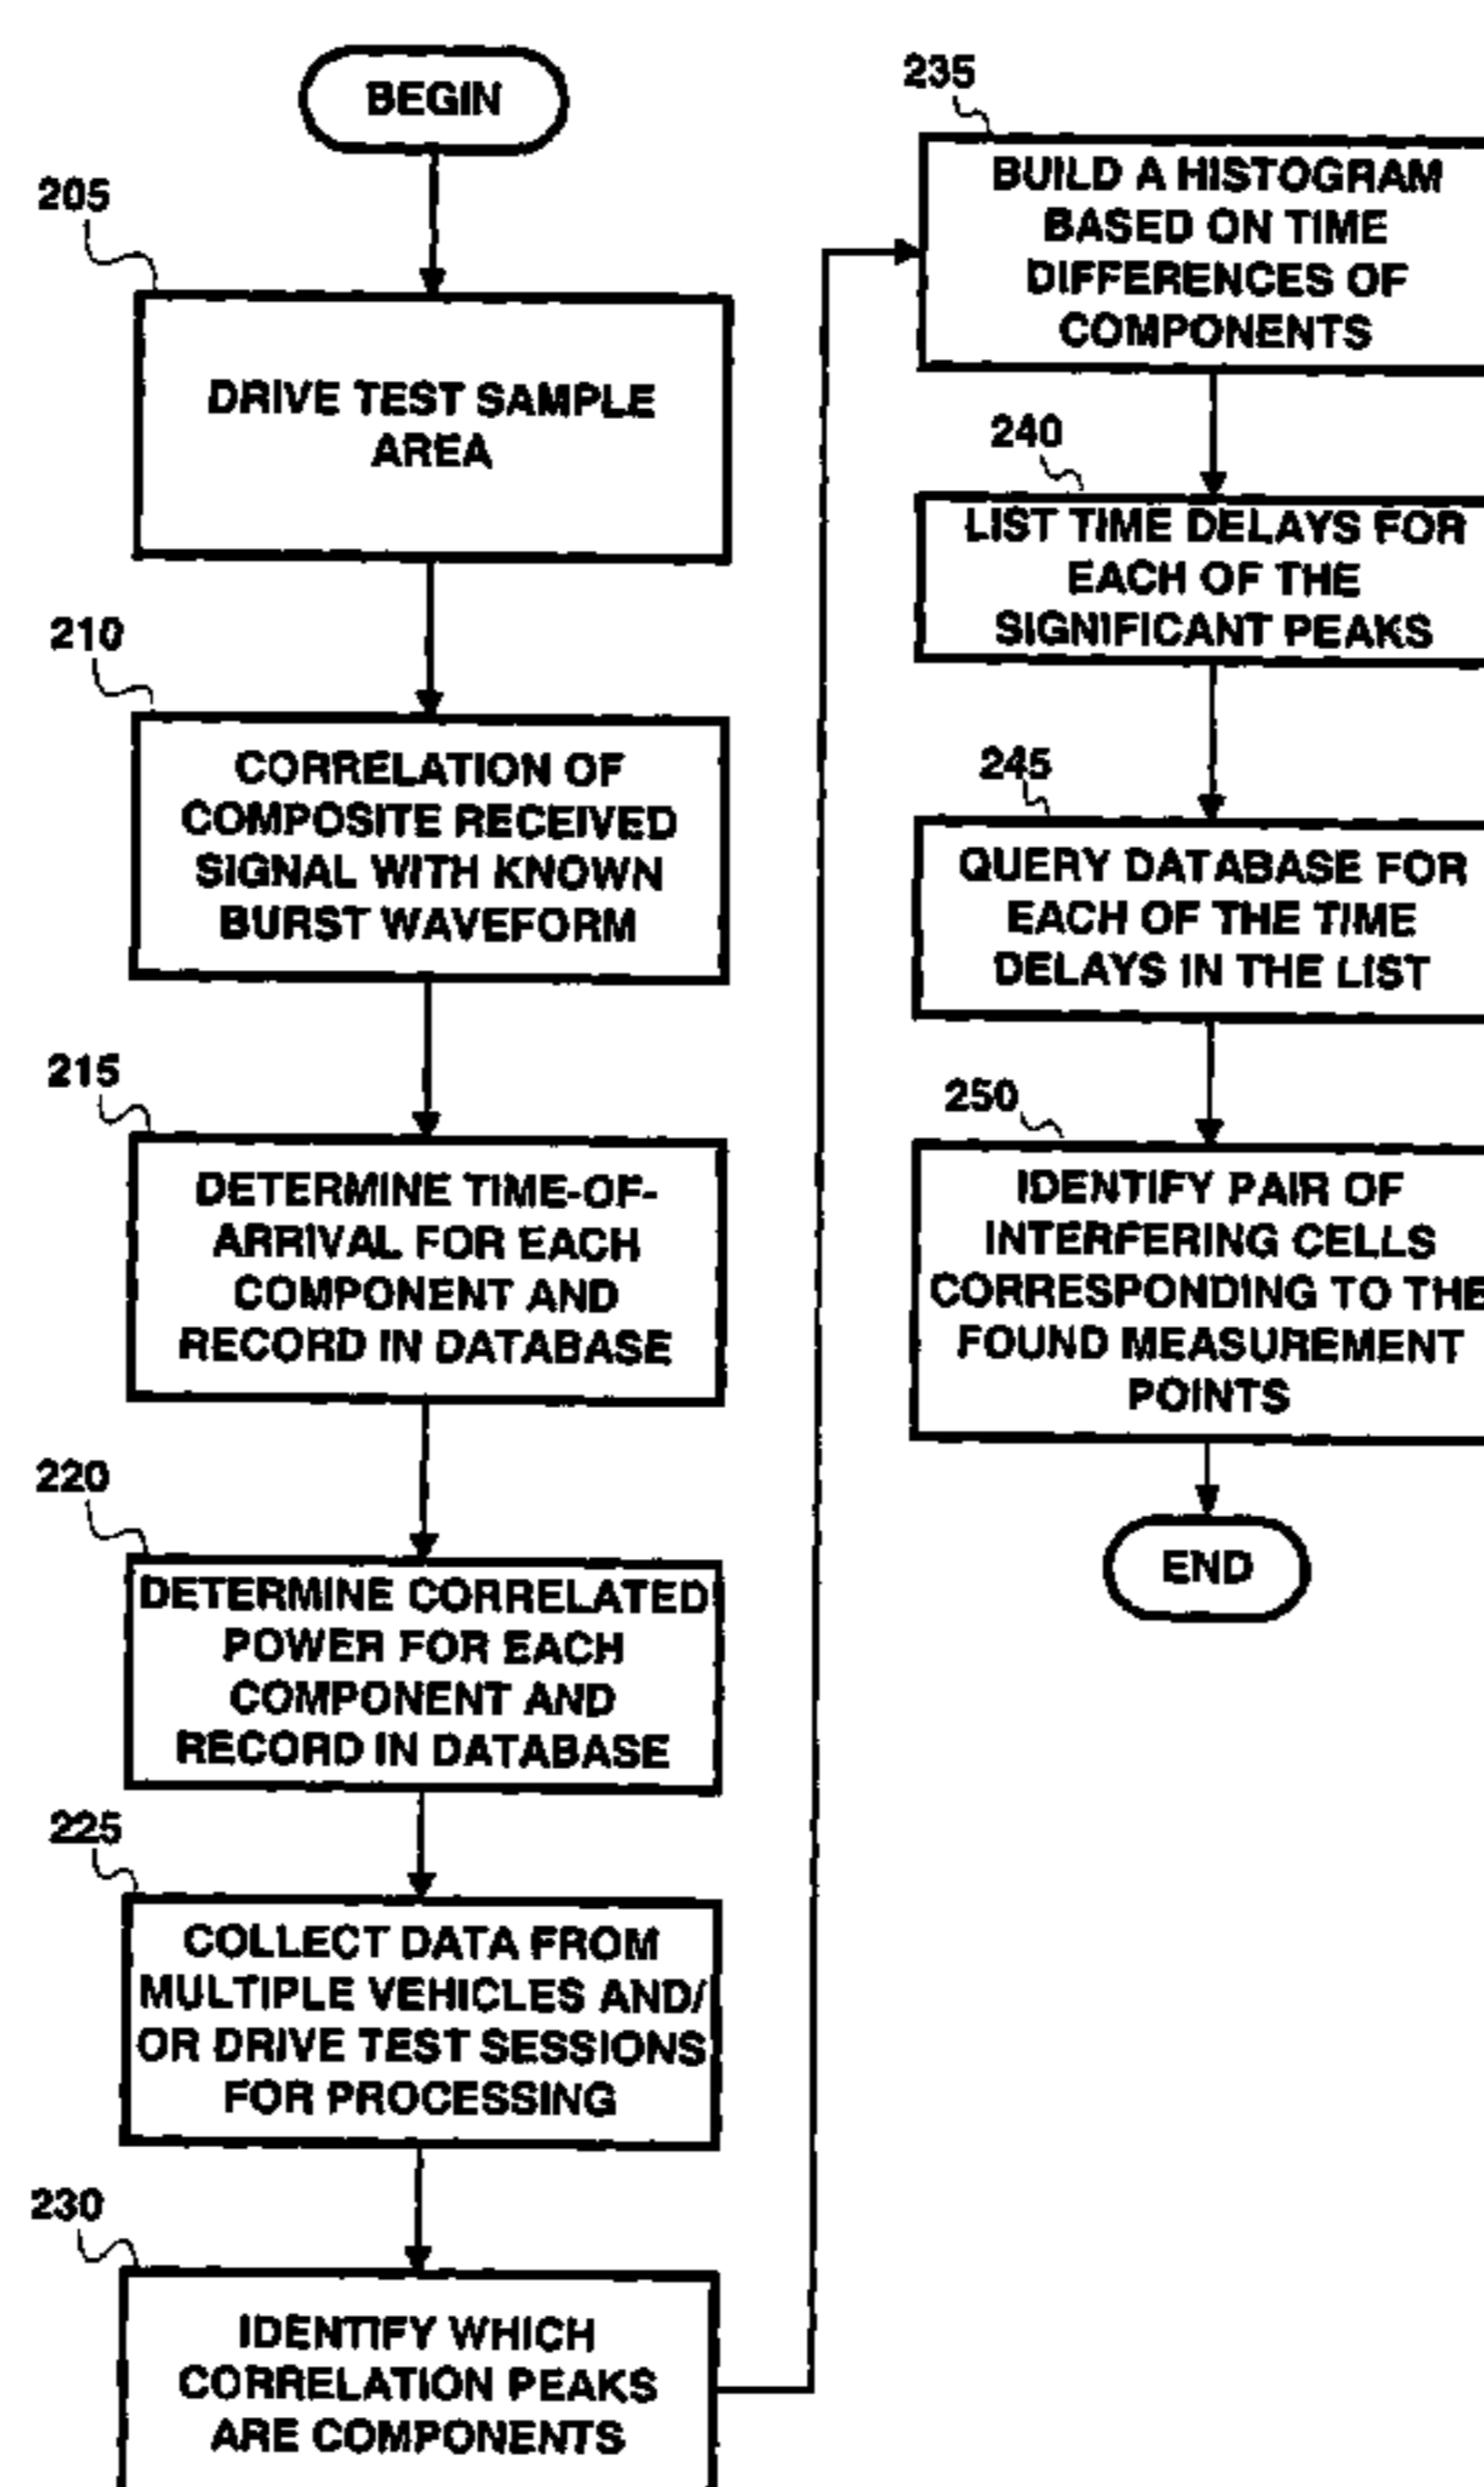 BEGIN
205
DRIVE TEST SAMPLE
AREA
210
CORRELATION OF
COMPOSITE RECEIVED
SIGNAL WITH KNOWN
BURST WAVEFORM
215
DETERMINE TIME-OF-
ARRIVAL FOR EACH
COMPONENT AND
RECORD IN DATABASE
220
DETERMINE CORRELATED
POWER FOR EACH
COMPONENT AND
RECORD IN DATABASE
225
COLLECT DATA FROM
MULTIPLE VEHICLES AND/
OR DRIVE TEST SESSIONS
FOR PROCESSING
230
IDENTIFY WHICH
CORRELATION PEAKS
ARE COMPONENTS
235
BUILD A HISTOGRAM
BASED ON TIME
DIFFERENCES OF
COMPONENTS
240
LIST TIME DELAYS FOR
EACH OF THE
SIGNIFICANT PEAKS
245
QUERY DATABASE FOR
EACH OF THE TIME
DELAYS IN THE LIST
250
IDENTIFY PAIR OF
INTERFERING CELLS
CORRESPONDING TO THE
FOUND MEASUREMENT
POINTS
END